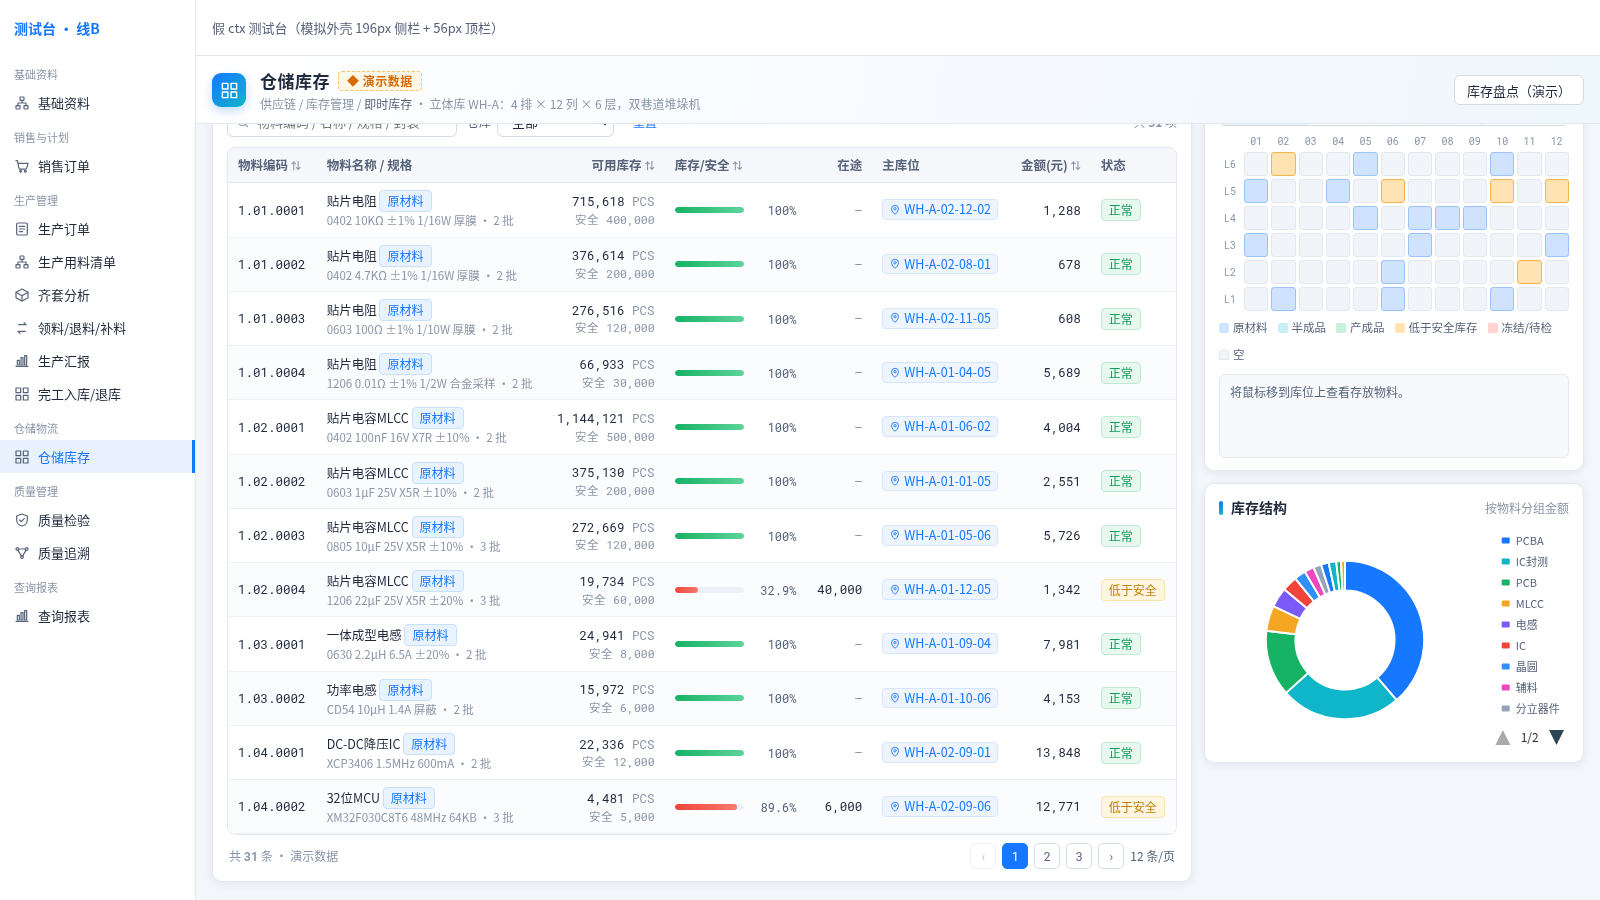 测试台 · 线B
基础资料
基础资料
销售与计划
销售订单
生产管理
生产订单
生产用料清单
齐套分析
领料/退料/补料
生产汇报
完工入库/退库
仓储物流
仓储库存
质量管理
质量检验
质量追溯
查询报表
查询报表
假 ctx 测试台（模拟外壳 196px 侧栏 + 56px 顶栏）
仓储库存 ◆ 演示数据
供应链 / 库存管理 / 即时库存 · 立体库 WH-A：4 排 × 12 列 × 6 层，双巷道堆垛机
库存盘点（演示）
物料编码 / 名称 / 规格 / 封装 仓库 全部 重置 共 31 项
物料编码 物料名称 / 规格 可用库存 库存/安全 在途 主库位 金额(元) 状态
1.01.0001 贴片电阻 原材料 715,618 PCS 100% – WH-A-02-12-02 1,288 正常
0402 10KΩ ±1% 1/16W 厚膜 · 2 批 安全 400,000
1.01.0002 贴片电阻 原材料 376,614 PCS 100% – WH-A-02-08-01 678 正常
0402 4.7KΩ ±1% 1/16W 厚膜 · 2 批 安全 200,000
1.01.0003 贴片电阻 原材料 276,516 PCS 100% – WH-A-02-11-05 608 正常
0603 100Ω ±1% 1/10W 厚膜 · 2 批 安全 120,000
1.01.0004 贴片电阻 原材料 66,933 PCS 100% – WH-A-01-04-05 5,689 正常
1206 0.01Ω ±1% 1/2W 合金采样 · 2 批 安全 30,000
1.02.0001 贴片电容MLCC 原材料 1,144,121 PCS 100% – WH-A-01-06-02 4,004 正常
0402 100nF 16V X7R ±10% · 2 批 安全 500,000
1.02.0002 贴片电容MLCC 原材料 375,130 PCS 100% – WH-A-01-01-05 2,551 正常
0603 1μF 25V X5R ±10% · 2 批 安全 200,000
1.02.0003 贴片电容MLCC 原材料 272,669 PCS 100% – WH-A-01-05-06 5,726 正常
0805 10μF 25V X5R ±10% · 3 批 安全 120,000
1.02.0004 贴片电容MLCC 原材料 19,734 PCS 32.9% 40,000 WH-A-01-12-05 1,342 低于安全
1206 22μF 25V X5R ±20% · 3 批 安全 60,000
1.03.0001 一体成型电感 原材料 24,941 PCS 100% – WH-A-01-09-04 7,981 正常
0630 2.2μH 6.5A ±20% · 2 批 安全 8,000
1.03.0002 功率电感 原材料 15,972 PCS 100% – WH-A-01-10-06 4,153 正常
CD54 10μH 1.4A 屏蔽 · 2 批 安全 6,000
1.04.0001 DC-DC降压IC 原材料 22,336 PCS 100% – WH-A-02-09-01 13,848 正常
XCP3406 1.5MHz 600mA · 2 批 安全 12,000
1.04.0002 32位MCU 原材料 4,481 PCS 89.6% 6,000 WH-A-02-09-06 12,771 低于安全
XM32F030C8T6 48MHz 64KB · 3 批 安全 5,000
共 31 条 · 演示数据 ‹ 1 2 3 › 12 条/页
01 02 03 04 05 06 07 08 09 10 11 12
L6
L5
L4
L3
L2
L1
原材料 半成品 产成品 低于安全库存 冻结/待检
空
将鼠标移到库位上查看存放物料。
库存结构 按物料分组金额
PCBA
IC封测
PCB
MLCC
电感
IC
晶圆
辅料
分立器件
1/2